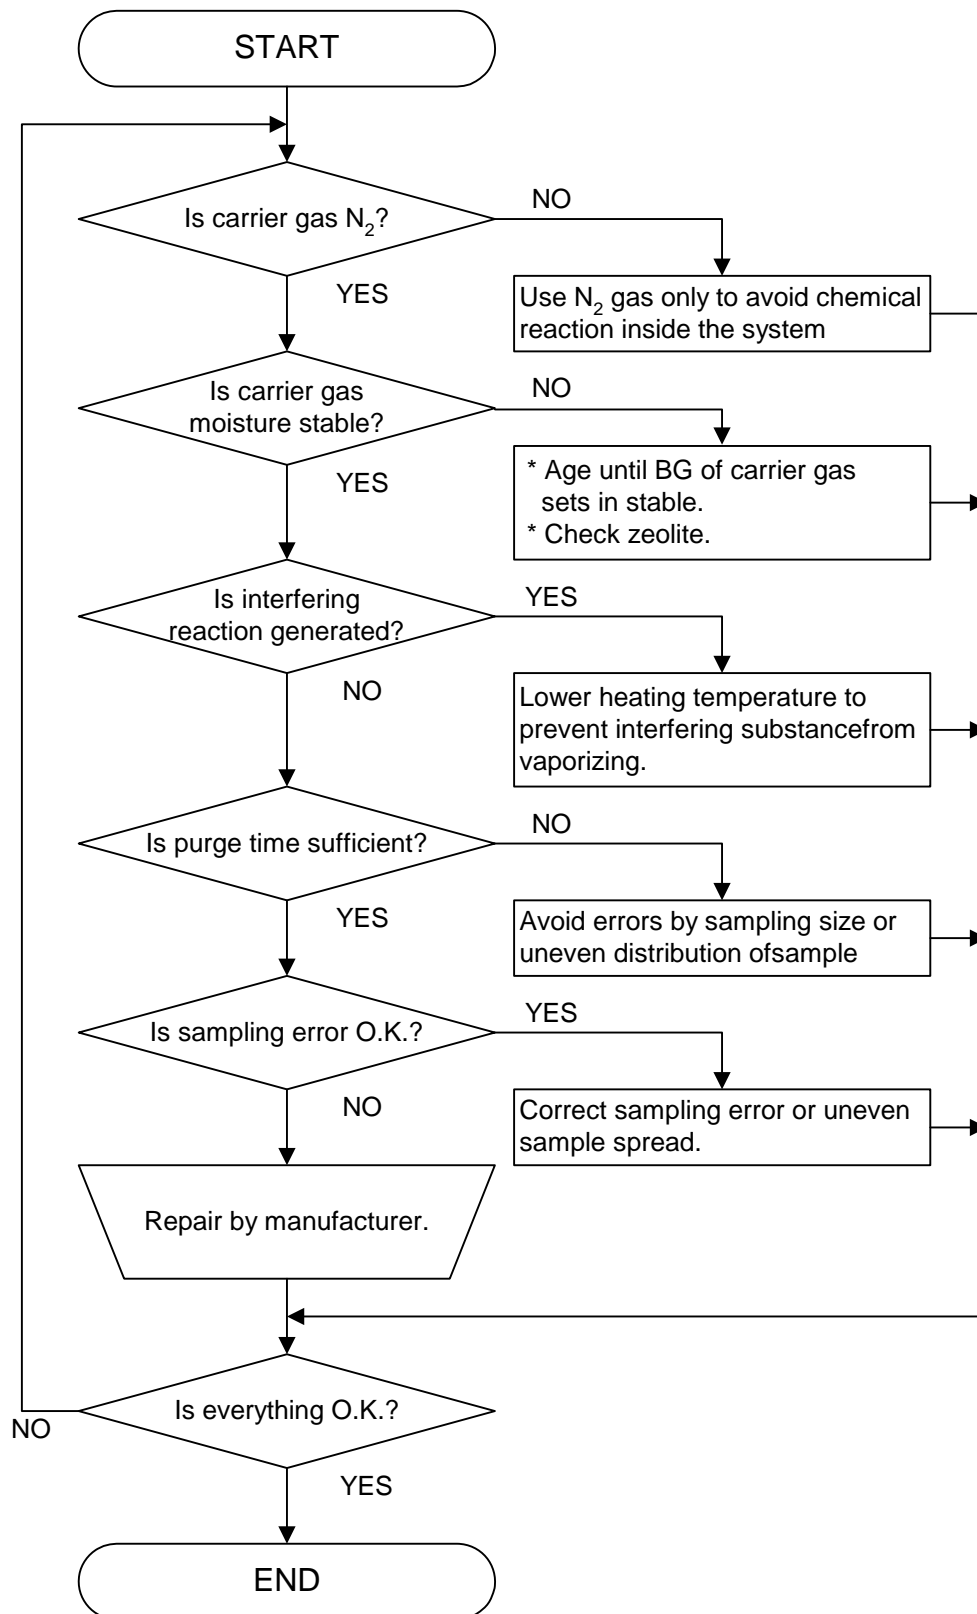 START
Is carrier gas N₂?
NO
YES
Use N₂ gas only to avoid chemical
reaction inside the system
Is carrier gas
moisture stable?
NO
YES
* Age until BG of carrier gas
sets in stable.
* Check zeolite.
Is interfering
reaction generated?
YES
NO
Lower heating temperature to
prevent interfering substancefrom
vaporizing.
Is purge time sufficient?
NO
YES
Avoid errors by sampling size or
uneven distribution ofsample
Is sampling error O.K.?
YES
NO
Correct sampling error or uneven
sample spread.
Repair by manufacturer.
Is everything O.K.?
NO
YES
END